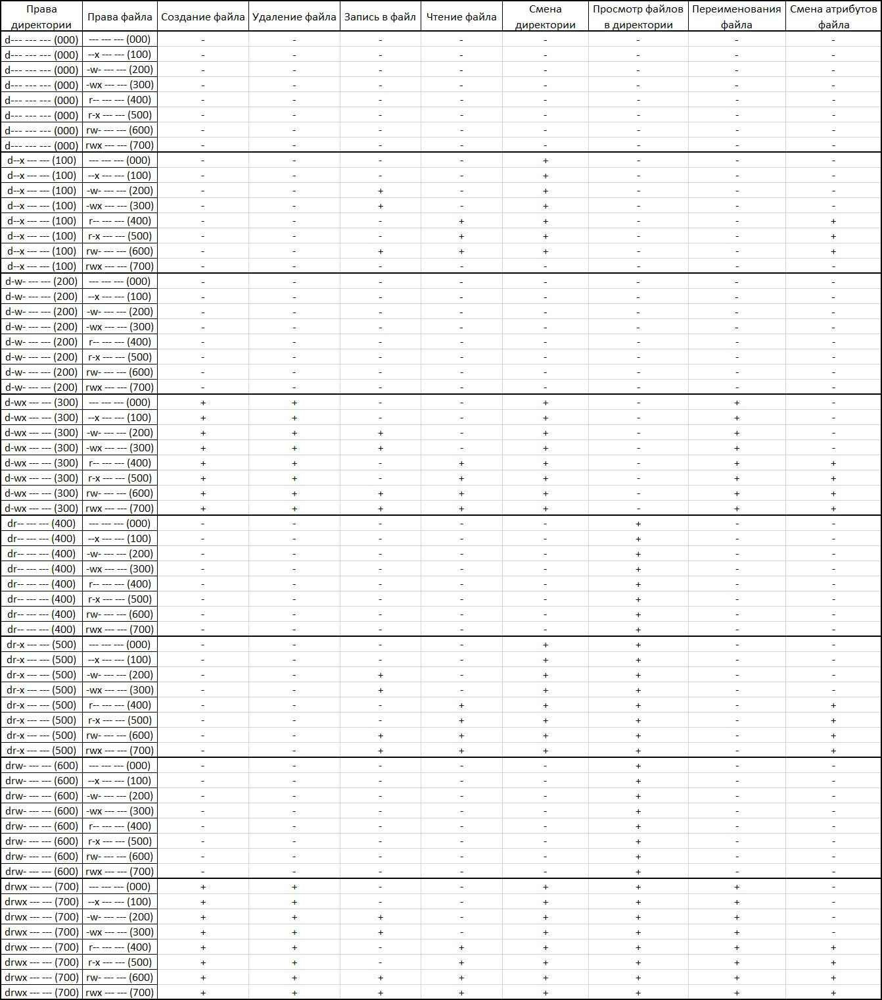 Права директории Права файла Создание файла Удаление файла Запись в файл Чтение файла Смена директории Просмотр файлов в директории Переименования файла Смена атрибутов файла
d--- --- --- (000) --- --- --- (000) - - - - - - - -
d--- --- --- (000) --x --- --- (100) - - - - - - - -
d--- --- --- (000) -w- --- --- (200) - - - - - - - -
d--- --- --- (000) -wx --- --- (300) - - - - - - - -
d--- --- --- (000) r-- --- --- (400) - - - - - - - -
d--- --- --- (000) r-x --- --- (500) - - - - - - - -
d--- --- --- (000) rw- --- --- (600) - - - - - - - -
d--- --- --- (000) rwx --- --- (700) - - - - - - - -
d--x --- --- (100) --- --- --- (000) - - - - + - - -
d--x --- --- (100) --x --- --- (100) - - - - + - - -
d--x --- --- (100) -w- --- --- (200) - - + - + - - -
d--x --- --- (100) -wx --- --- (300) - - + - + - - -
d--x --- --- (100) r-- --- --- (400) - - - + + - - +
d--x --- --- (100) r-x --- --- (500) - - - + + - - +
d--x --- --- (100) rw- --- --- (600) - - + + + - - +
d--x --- --- (100) rwx --- --- (700) - - - - - - - -
d-w- --- --- (200) --- --- --- (000) - - - - - - - -
d-w- --- --- (200) --x --- --- (100) - - - - - - - -
d-w- --- --- (200) -w- --- --- (200) - - - - - - - -
d-w- --- --- (200) -wx --- --- (300) - - - - - - - -
d-w- --- --- (200) r-- --- --- (400) - - - - - - - -
d-w- --- --- (200) r-x --- --- (500) - - - - - - - -
d-w- --- --- (200) rw- --- --- (600) - - - - - - - -
d-w- --- --- (200) rwx --- --- (700) - - - - - - - -
d-wx --- --- (300) --- --- --- (000) + + - - + - + -
d-wx --- --- (300) --x --- --- (100) + + - - + - + -
d-wx --- --- (300) -w- --- --- (200) + + + - + - + -
d-wx --- --- (300) -wx --- --- (300) + + + - + - + -
d-wx --- --- (300) r-- --- --- (400) + + - + + - + +
d-wx --- --- (300) r-x --- --- (500) + + - + + - + +
d-wx --- --- (300) rw- --- --- (600) + + + + + - + +
d-wx --- --- (300) rwx --- --- (700) + + + + + - + +
dr-- --- --- (400) --- --- --- (000) - - - - - + - -
dr-- --- --- (400) --x --- --- (100) - - - - - + - -
dr-- --- --- (400) -w- --- --- (200) - - - - - + - -
dr-- --- --- (400) -wx --- --- (300) - - - - - + - -
dr-- --- --- (400) r-- --- --- (400) - - - - - + - -
dr-- --- --- (400) r-x --- --- (500) - - - - - + - -
dr-- --- --- (400) rw- --- --- (600) - - - - - + - -
dr-- --- --- (400) rwx --- --- (700) - - - - - + - -
dr-x --- --- (500) --- --- --- (000) - - - - + + - -
dr-x --- --- (500) --x --- --- (100) - - - - + + - -
dr-x --- --- (500) -w- --- --- (200) - - + - + + - -
dr-x --- --- (500) -wx --- --- (300) - - + - + + - -
dr-x --- --- (500) r-- --- --- (400) - - - + + + - +
dr-x --- --- (500) r-x --- --- (500) - - - + + + - +
dr-x --- --- (500) rw- --- --- (600) - - + + + + - +
dr-x --- --- (500) rwx --- --- (700) - - + + + + - +
drw- --- --- (600) --- --- --- (000) - - - - - + - -
drw- --- --- (600) --x --- --- (100) - - - - - + - -
drw- --- --- (600) -w- --- --- (200) - - - - - + - -
drw- --- --- (600) -wx --- --- (300) - - - - - + - -
drw- --- --- (600) r-- --- --- (400) - - - - - + - -
drw- --- --- (600) r-x --- --- (500) - - - - - + - -
drw- --- --- (600) rw- --- --- (600) - - - - - + - -
drw- --- --- (600) rwx --- --- (700) - - - - - + - -
drwx --- --- (700) --- --- --- (000) + + - - + + + -
drwx --- --- (700) --x --- --- (100) + + - - + + + -
drwx --- --- (700) -w- --- --- (200) + + + - + + + -
drwx --- --- (700) -wx --- --- (300) + + + - + + + -
drwx --- --- (700) r-- --- --- (400) + + - + + + + +
drwx --- --- (700) r-x --- --- (500) + + - + + + + +
drwx --- --- (700) rw- --- --- (600) + + + + + + + +
drwx --- --- (700) rwx --- --- (700) + + + + + + + +